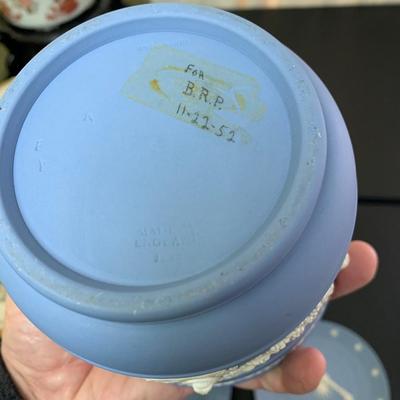 FOR
B.R.P.
11-22-52
K
E
Y
MADE IN
ENGLAND